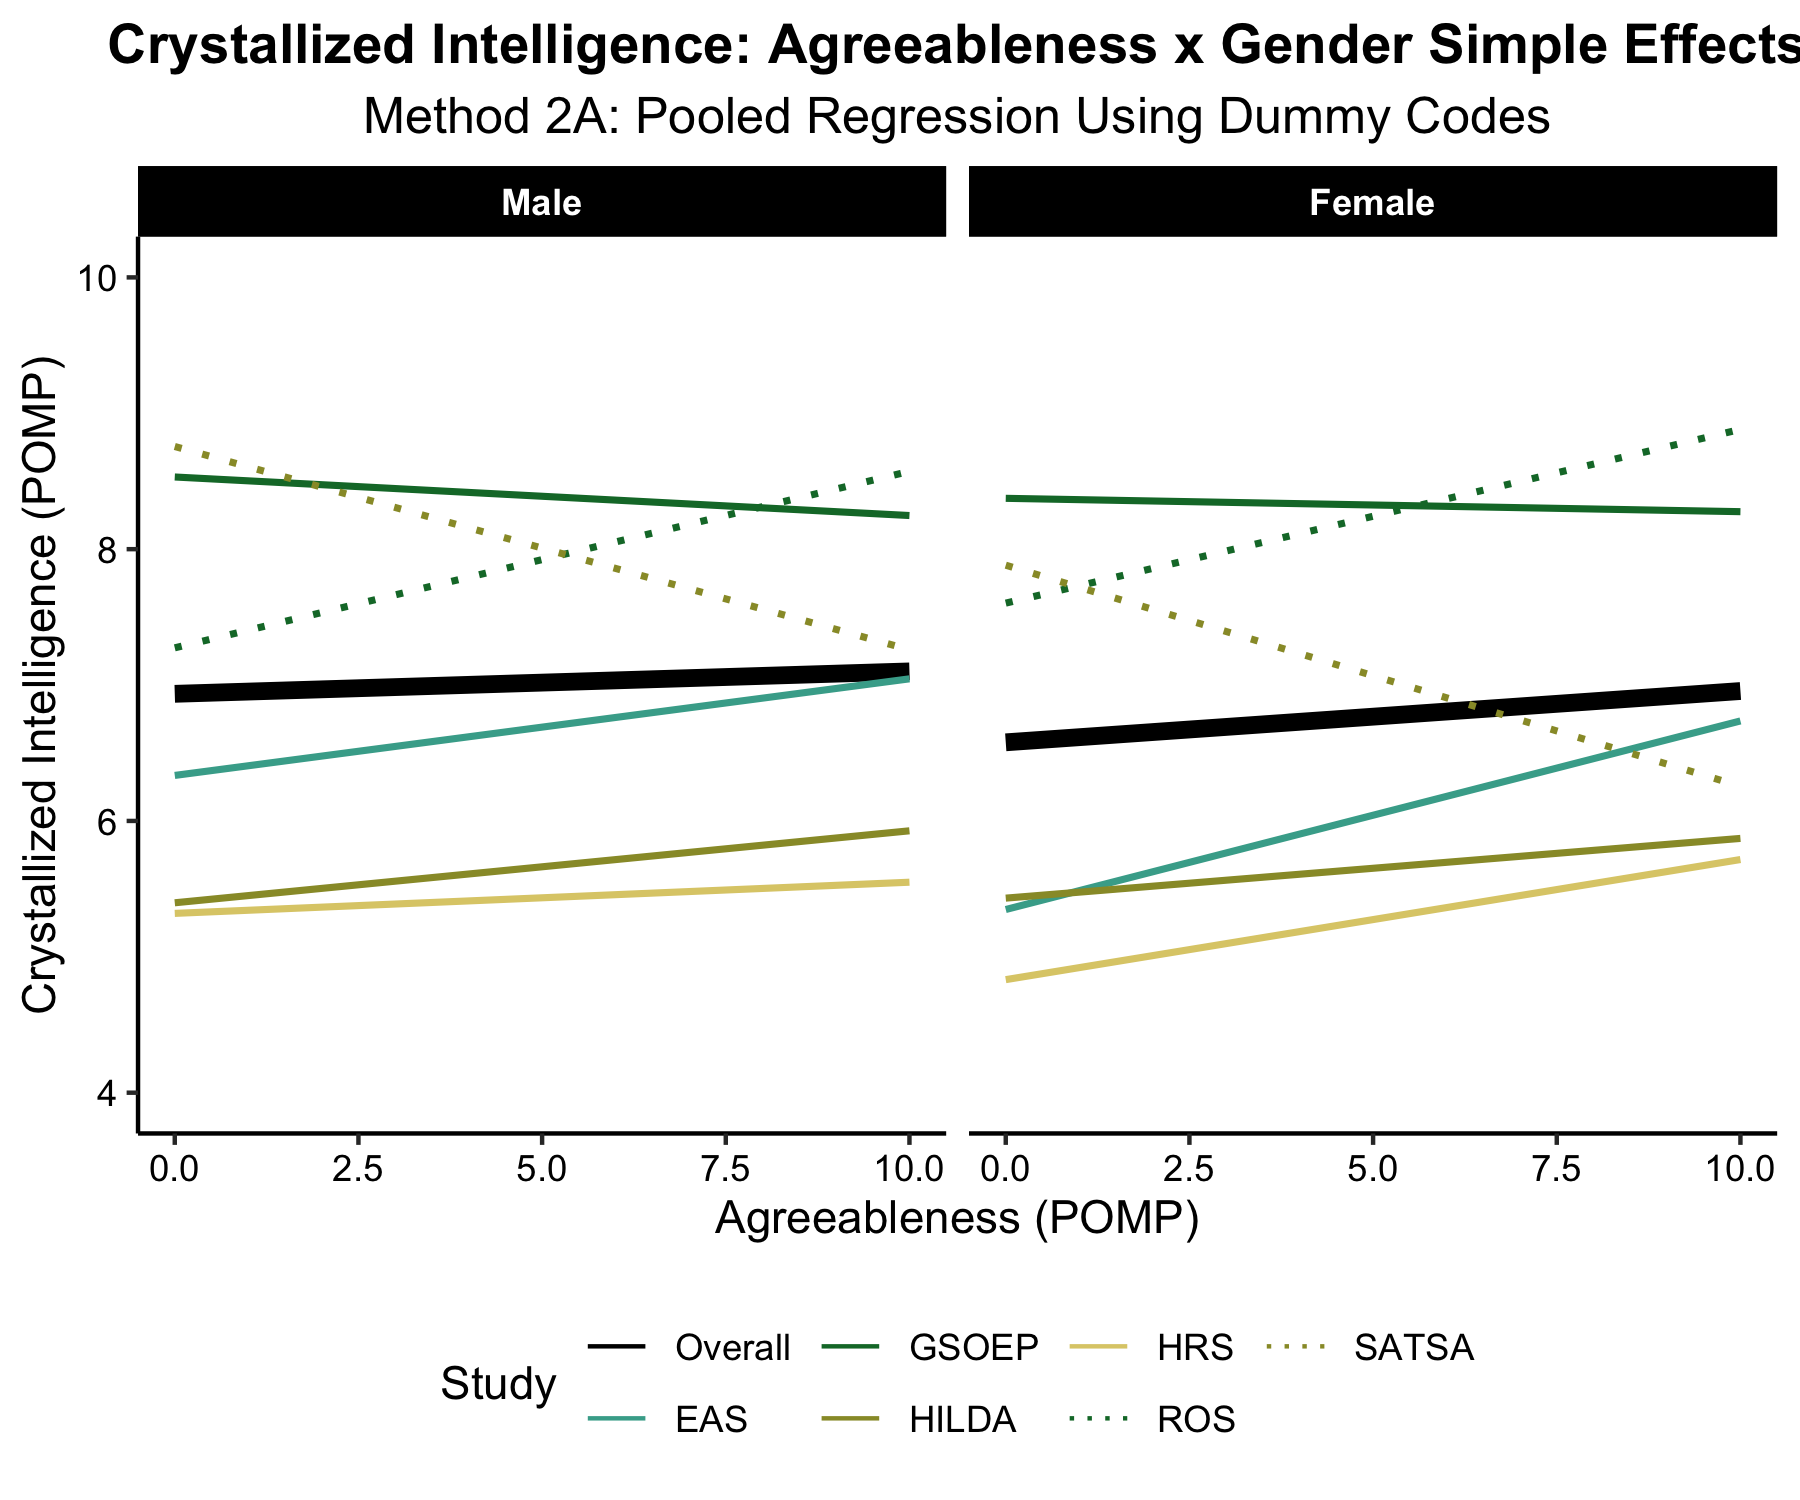 Crystallized Intelligence: Agreeableness x Gender Simple Effects
Method 2A: Pooled Regression Using Dummy Codes
Male Female
Crystallized Intelligence (POMP)
10
8
6
4
0.0 2.5 5.0 7.5 10.0 0.0 2.5 5.0 7.5 10.0
Agreeableness (POMP)
Study
Overall GSOEP HRS SATSA
EAS HILDA ROS